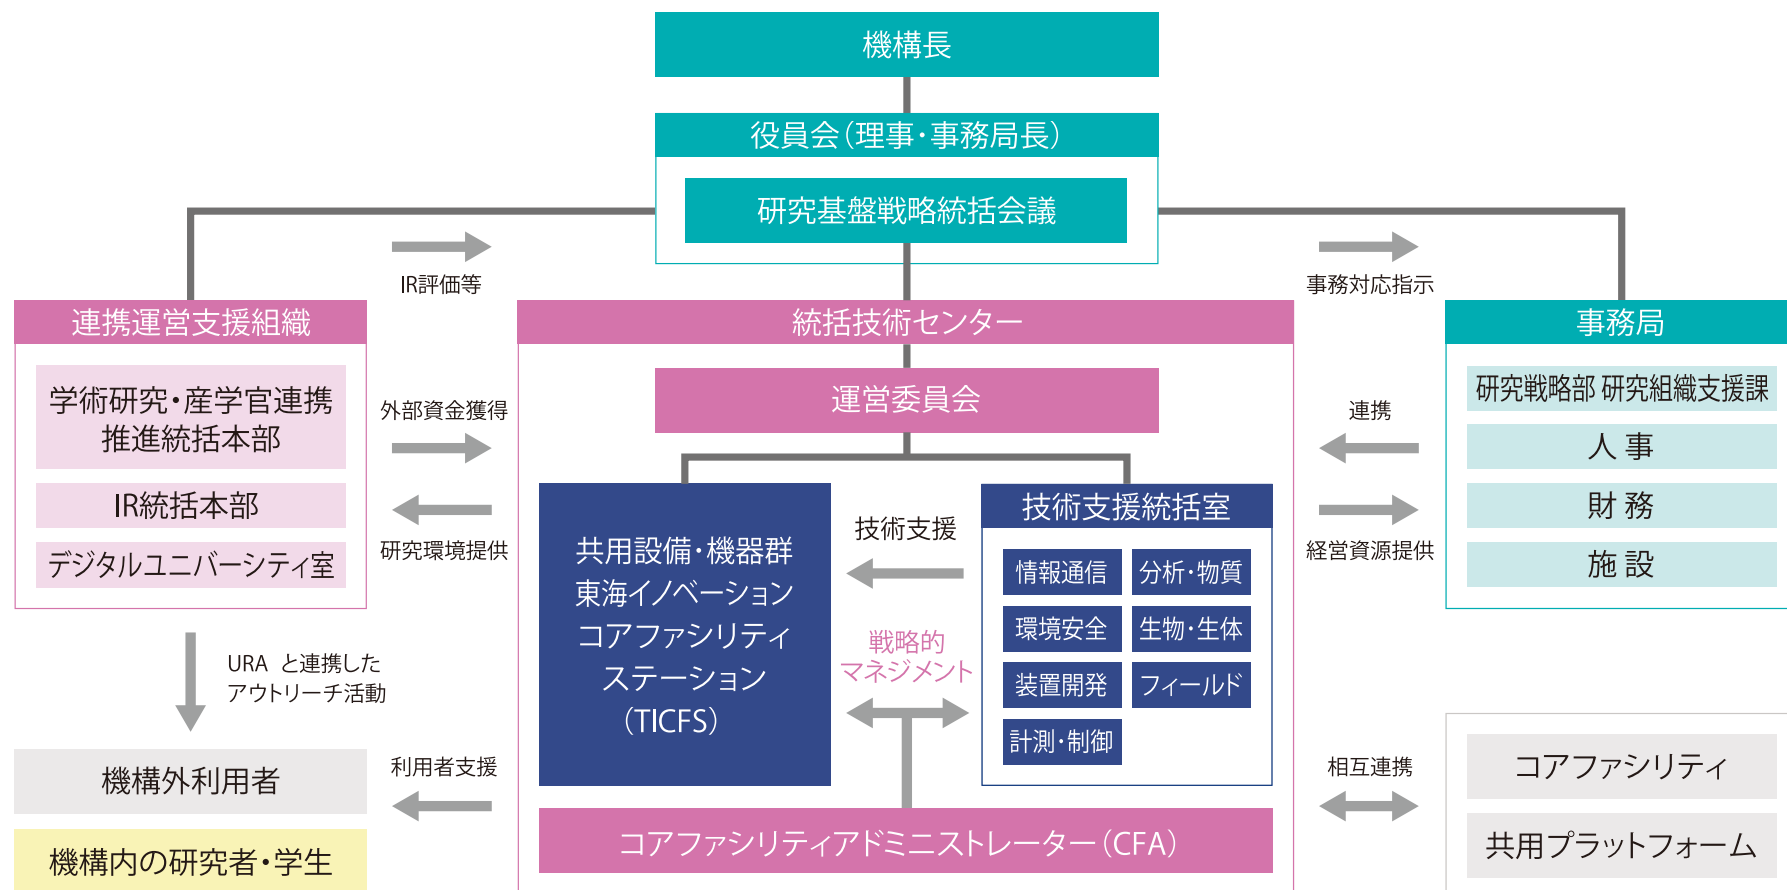 機構長
役員会（理事・事務局長）
研究基盤戦略統括会議
IR評価等
事務対応指示
連携運営支援組織
学術研究・産学官連携
推進統括本部
IR統括本部
デジタルユニバーシティ室
外部資金獲得
研究環境提供
URA と連携した
アウトリーチ活動
機構外利用者
機構内の研究者・学生
利用者支援
統括技術センター
運営委員会
共用設備・機器群
東海イノベーション
コアファシリティ
ステーション
（TICFS）
技術支援
戦略的
マネジメント
技術支援統括室
情報通信
分析・物質
環境安全
生物・生体
装置開発
フィールド
計測・制御
コアファシリティアドミニストレーター（CFA）
連携
経営資源提供
相互連携
事務局
研究戦略部 研究組織支援課
人 事
財 務
施 設
コアファシリティ
共用プラットフォーム